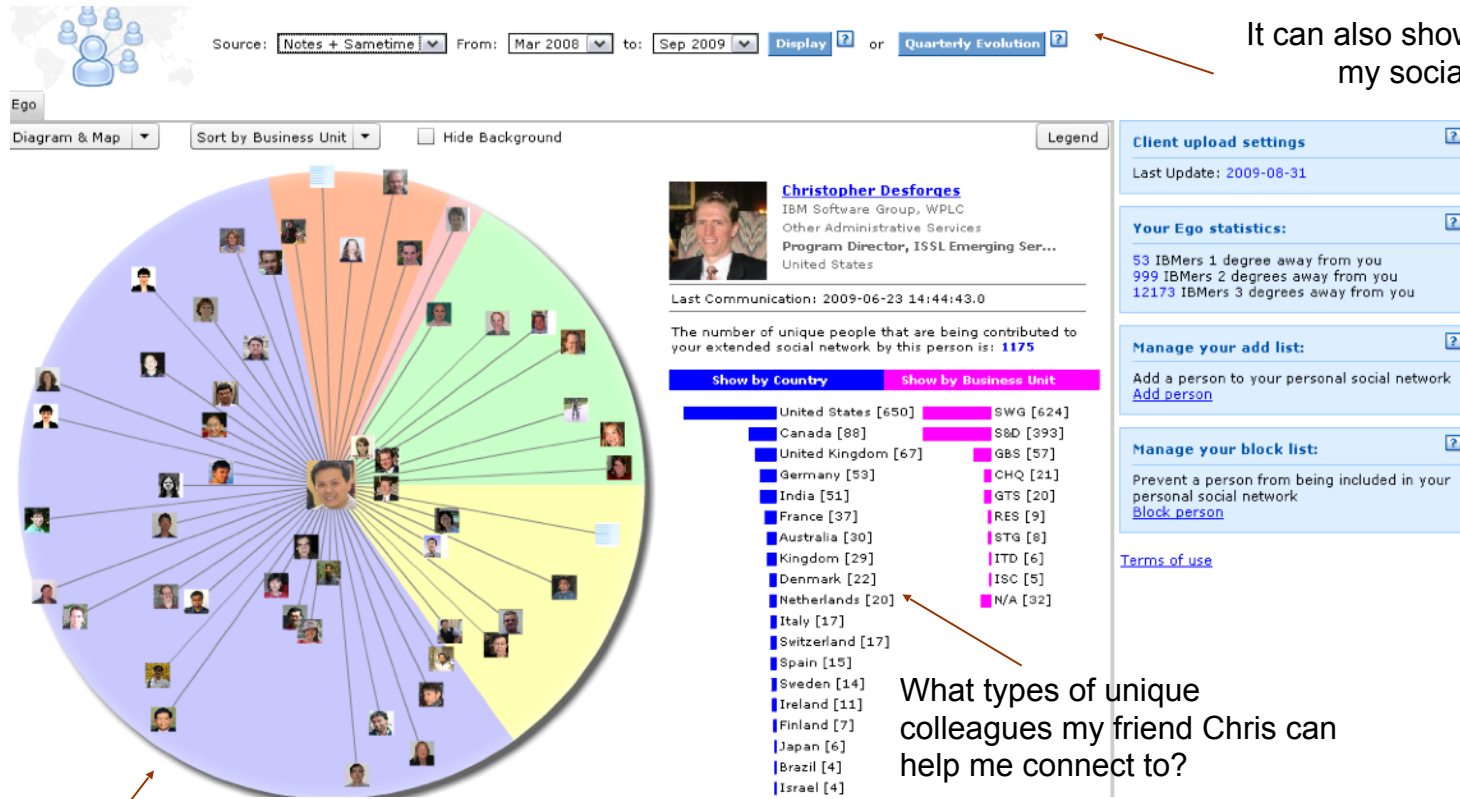 Source: Notes + Sametime From: Mar 2008 to: Sep 2009 Display ? or Quarterly Evolution ?
It can also show
my socia
Ego
Diagram & Map Sort by Business Unit Hide Background Legend
Christopher Desforges
IBM Software Group, WPLC
Other Administrative Services
Program Director, ISSL Emerging Ser...
United States
Last Communication: 2009-06-23 14:44:43.0
The number of unique people that are being contributed to
your extended social network by this person is: 1175
Show by Country Show by Business Unit
United States [650] SWG [624]
Canada [88] S&D [393]
United Kingdom [67] GBS [57]
Germany [53] CHQ [21]
India [51] GTS [20]
France [37] RES [9]
Australia [30] STG [8]
Kingdom [29] ITD [6]
Denmark [22] ISC [5]
Netherlands [20] N/A [32]
Italy [17]
Switzerland [17]
Spain [15]
Sweden [14]
Ireland [11]
Finland [7]
Japan [6]
Brazil [4]
Israel [4]
What types of unique
colleagues my friend Chris can
help me connect to?
Client upload settings ?
Last Update: 2009-08-31
Your Ego statistics: ?
53 IBMers 1 degree away from you
999 IBMers 2 degrees away from you
12173 IBMers 3 degrees away from you
Manage your add list: ?
Add a person to your personal social network
Add person
Manage your block list: ?
Prevent a person from being included in your
personal social network
Block person
Terms of use